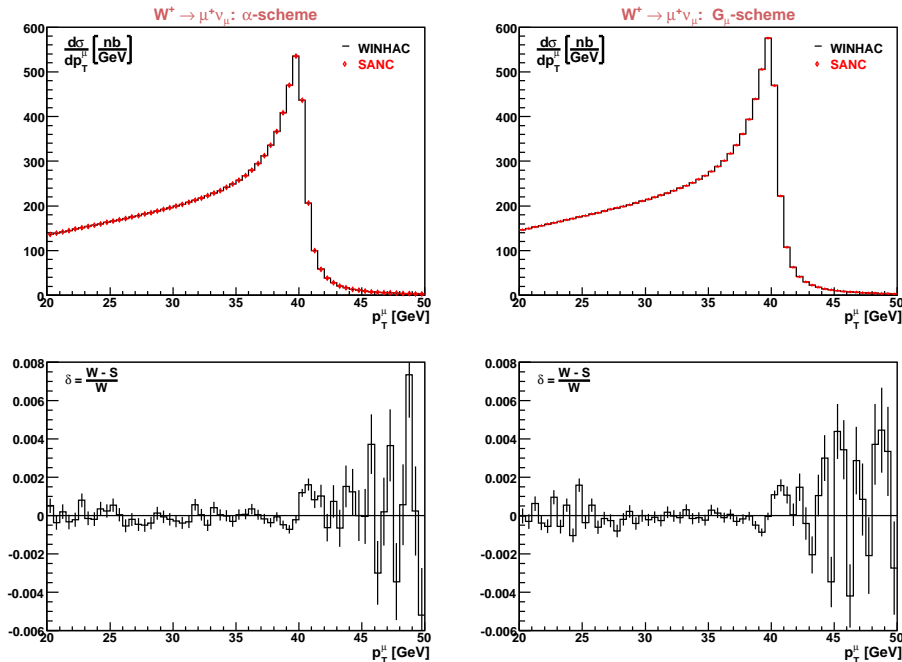 W⁺ → μ⁺ν_μ: α-scheme
dσ/dp_T^μ [nb/GeV]
WINHAC
SANC
600
500
400
300
200
100
0
20 25 30 35 40 45 50
p_T^μ [GeV]
W⁺ → μ⁺ν_μ: G_μ-scheme
dσ/dp_T^μ [nb/GeV]
WINHAC
SANC
600
500
400
300
200
100
0
20 25 30 35 40 45 50
p_T^μ [GeV]
δ = W - S / W
0.008
0.006
0.004
0.002
0
-0.002
-0.004
-0.006
20 25 30 35 40 45 50
p_T^μ [GeV]
δ = W - S / W
0.008
0.006
0.004
0.002
0
-0.002
-0.004
-0.006
20 25 30 35 40 45 50
p_T^μ [GeV]